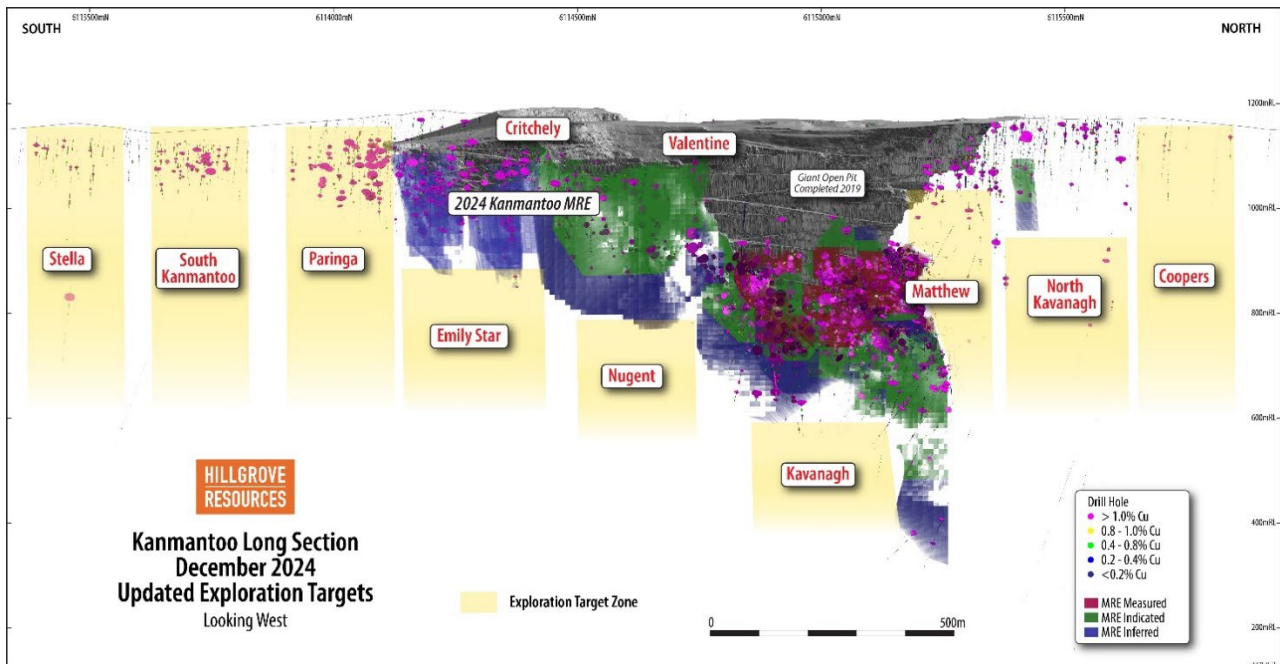 6113500mN
6114000mN
6114500mN
6115000mN
6115500mN
SOUTH
NORTH
1200mRL
Critchely
Valentine
Giant Open Pit
Completed 2019
2024 Kanmantoo MRE
1000mRL
Stella
South
Kanmantoo
Paringa
Matthew
North
Kavanagh
Coopers
Emily Star
800mRL
Nugent
600mRL
Kavanagh
HILLGROVE
RESOURCES
Kanmantoo Long Section
December 2024
Updated Exploration Targets
Looking West
Exploration Target Zone
0
500m
Drill Hole
> 1.0% Cu
0.8 - 1.0% Cu
0.4 - 0.8% Cu
0.2 - 0.4% Cu
<0.2% Cu
MRE Measured
MRE Indicated
MRE Inferred
400mRL
200mRL